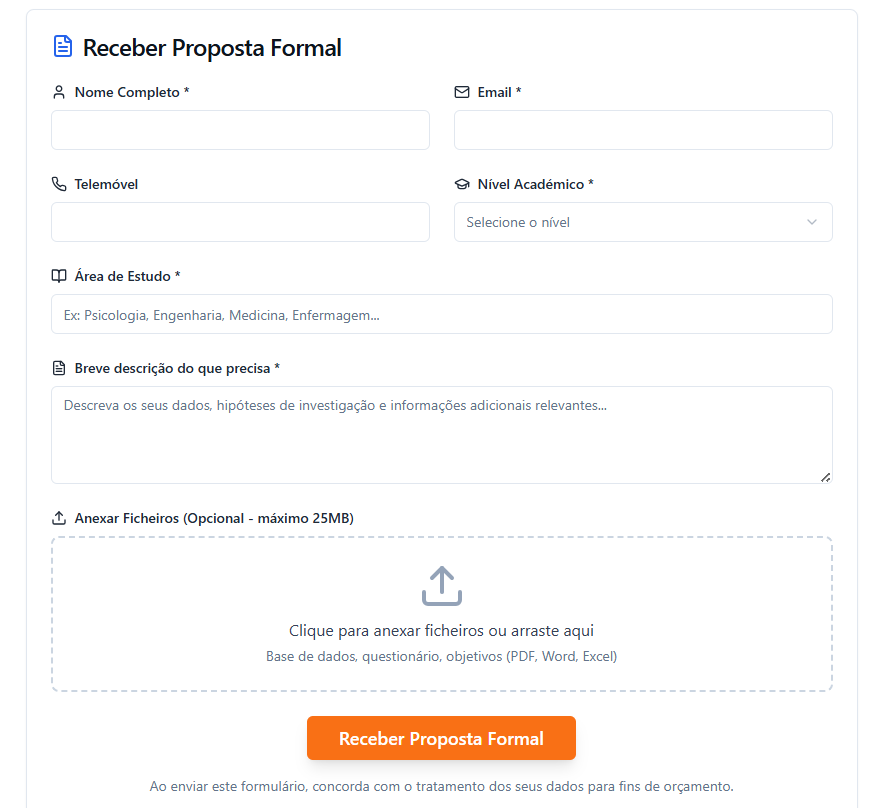 Receber Proposta Formal
Nome Completo *
Email *
Telemóvel
Nível Académico *
Selecione o nível
Área de Estudo *
Ex: Psicologia, Engenharia, Medicina, Enfermagem...
Breve descrição do que precisa *
Descreva os seus dados, hipóteses de investigação e informações adicionais relevantes...
Anexar Ficheiros (Opcional - máximo 25MB)
Clique para anexar ficheiros ou arraste aqui
Base de dados, questionário, objetivos (PDF, Word, Excel)
Receber Proposta Formal
Ao enviar este formulário, concorda com o tratamento dos seus dados para fins de orçamento.